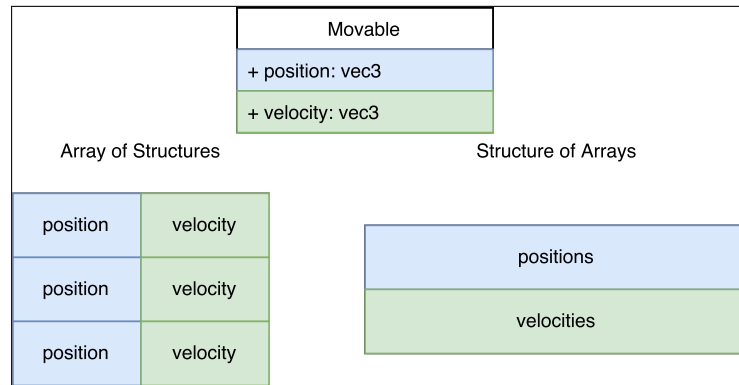 Movable
+ position: vec3
+ velocity: vec3
Array of Structures
Structure of Arrays
position velocity
position velocity
position velocity
positions
velocities